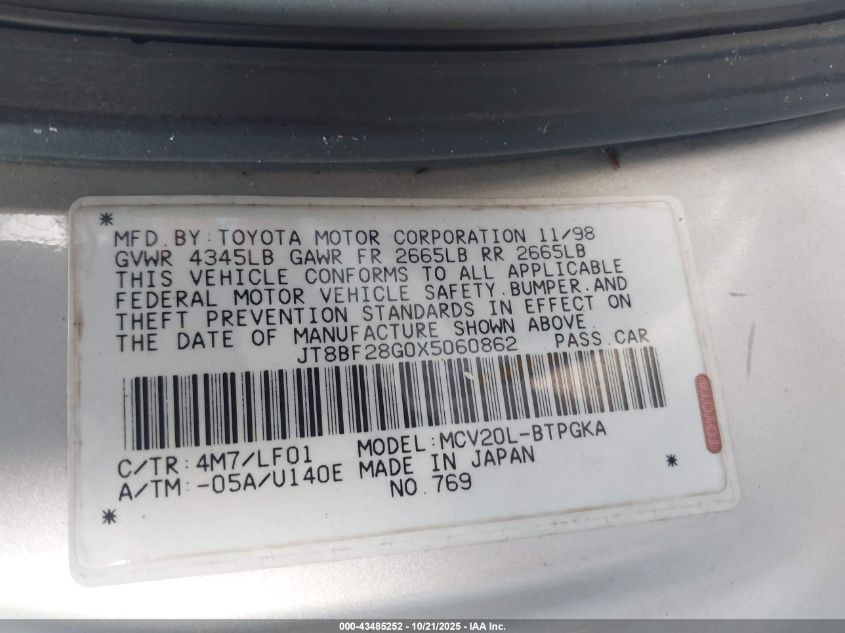 MFD. BY: TOYOTA MOTOR CORPORATION 11/98
GVWR 4345LB GAWR FR 2665LB RR 2665LB
THIS VEHICLE CONFORMS TO ALL APPLICABLE
FEDERAL MOTOR VEHICLE SAFETY, BUMPER, AND
THEFT PREVENTION STANDARDS IN EFFECT ON
THE DATE OF MANUFACTURE SHOWN ABOVE.
JT8BF28G0X5060862 PASS. CAR
C/TR: 4M7/LF01 MODEL: MCV20L-BTPGKA
A/TM: -05A/U140E MADE IN JAPAN
NO. 769
000-43485252 - 10/21/2025 - IAA Inc.